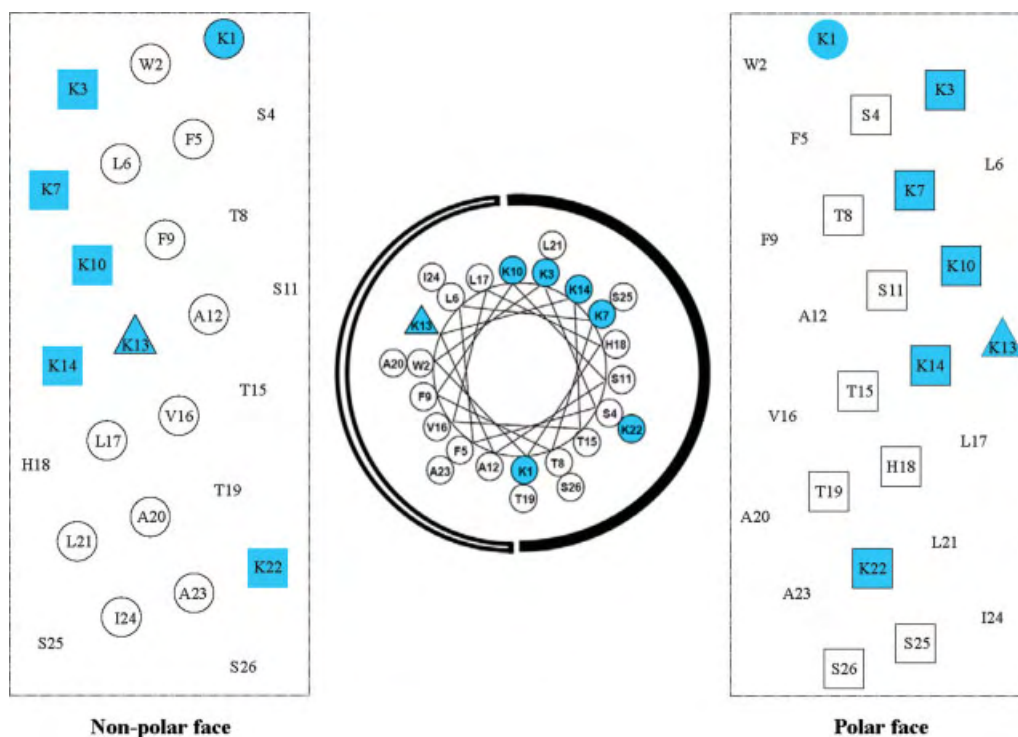 K1
W2
K3
S4
F5
L6
K7
T8
F9
K10
S11
A12
K13
K14
T15
V16
L17
H18
T19
A20
L21
K22
A23
I24
S25
S26
Non-polar face
L21
I24
L17
K10
K3
K14
L6
S25
K7
K13
H18
A20
W2
S11
F9
S4
V16
K22
F5
T15
A23
A12
K1
T8
S26
T19
K1
W2
K3
S4
F5
L6
K7
T8
F9
K10
S11
A12
K13
K14
T15
V16
L17
H18
T19
A20
L21
K22
A23
I24
S25
S26
Polar face